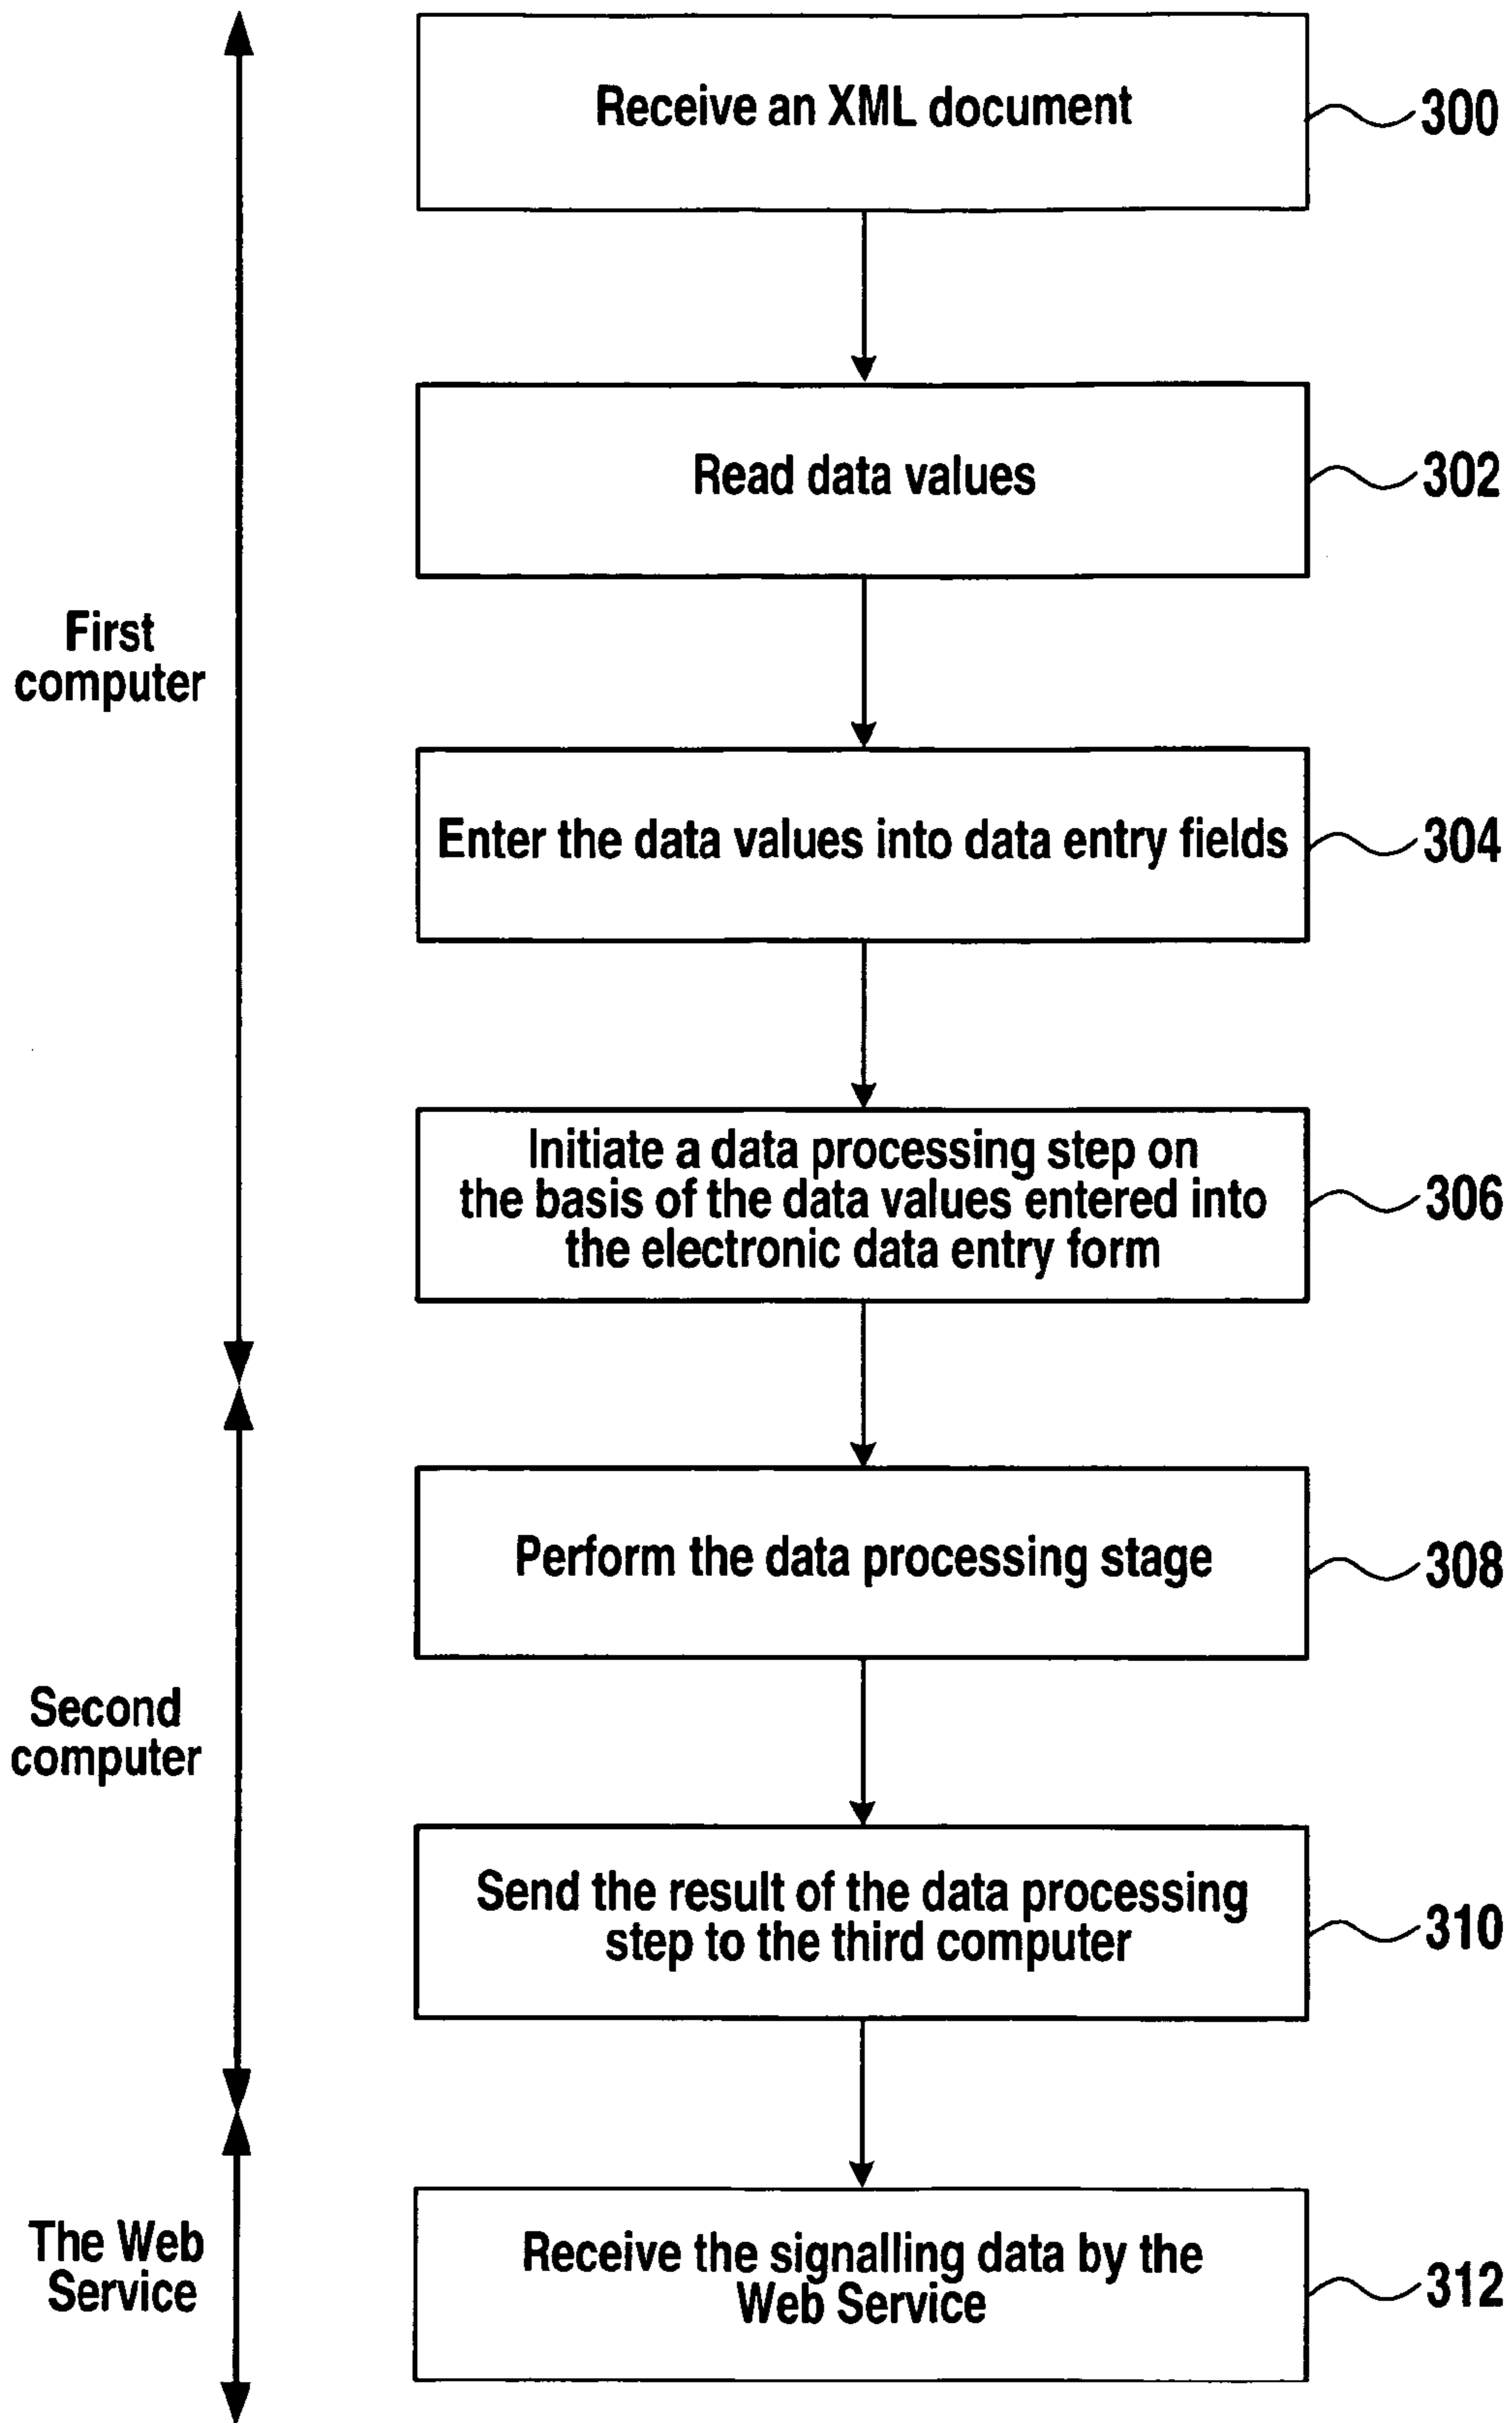 Receive an XML document
300
Read data values
302
First
computer
Enter the data values into data entry fields
304
Initiate a data processing step on
the basis of the data values entered into
the electronic data entry form
306
Perform the data processing stage
308
Second
computer
Send the result of the data processing
step to the third computer
310
The Web
Service
Receive the signalling data by the
Web Service
312